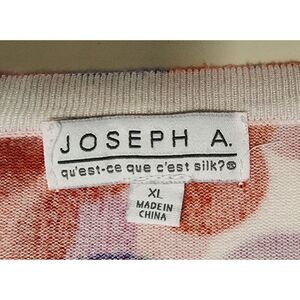 JOSEPH A.
qu'est-ce que c'est silk?®
XL
MADE IN
CHINA